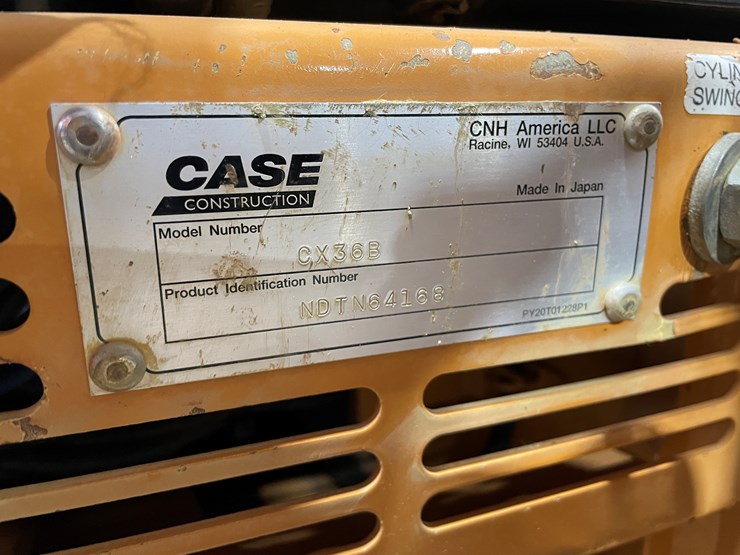 CYLIN
SWING
CNH America LLC
Racine, WI 53404 U.S.A.
CASE
CONSTRUCTION
Made In Japan
Model Number
CX36B
Product Identification Number
NDTN64168
PY20T01228P1